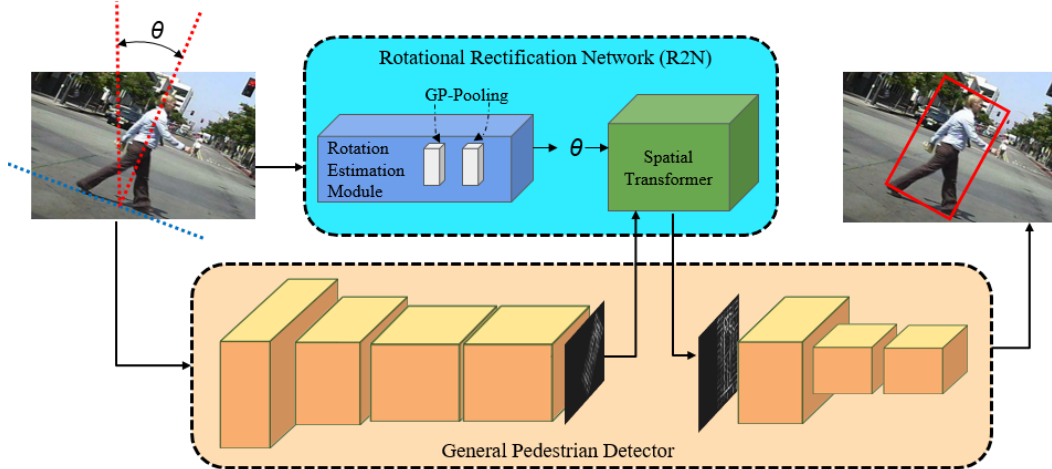 θ
Rotational Rectification Network (R2N)
GP-Pooling
Rotation
Estimation
Module
θ
Spatial
Transformer
General Pedestrian Detector